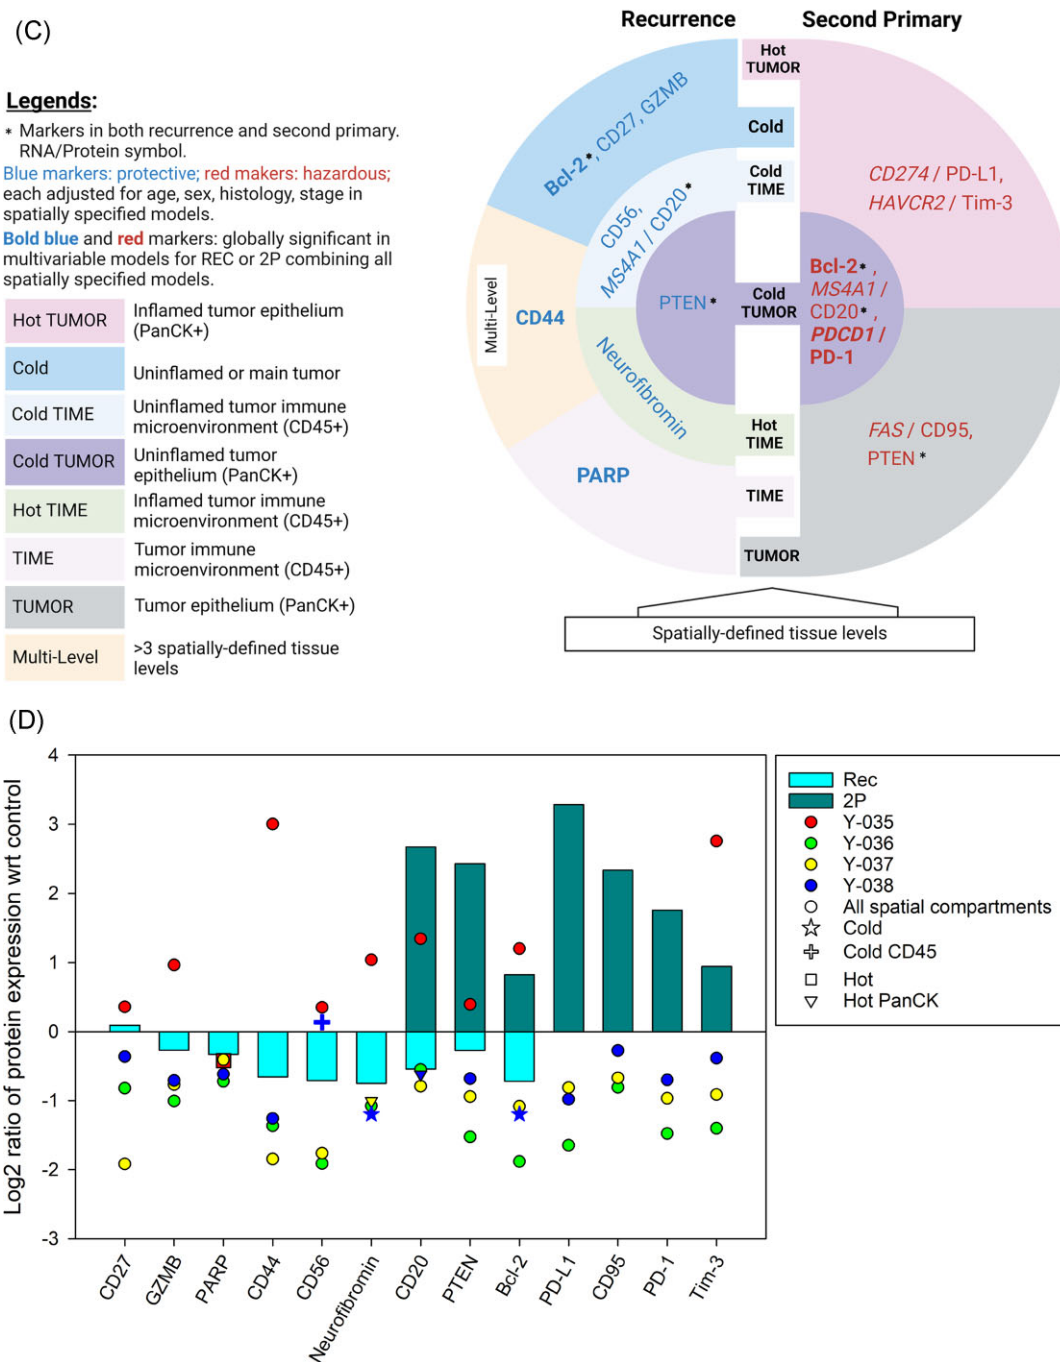 (C)
Recurrence
Second Primary
Legends:
* Markers in both recurrence and second primary.
RNA/Protein symbol.
Blue markers: protective; red makers: hazardous;
each adjusted for age, sex, histology, stage in
spatially specified models.
Bold blue and red markers: globally significant in
multivariable models for REC or 2P combining all
spatially specified models.
Hot TUMOR
Inflamed tumor epithelium
(PanCK+)
Cold
Uninflamed or main tumor
Cold TIME
Uninflamed tumor immune
microenvironment (CD45+)
Cold TUMOR
Uninflamed tumor
epithelium (PanCK+)
Hot TIME
Inflamed tumor immune
microenvironment (CD45+)
TIME
Tumor immune
microenvironment (CD45+)
TUMOR
Tumor epithelium (PanCK+)
Multi-Level
>3 spatially-defined tissue
levels
Hot
TUMOR
Cold
Cold
TIME
Cold
TUMOR
Hot
TIME
TIME
TUMOR
Bcl-2*, CD27, GZMB
CD56,
MS4A1 / CD20*
PTEN*
Multi-Level
CD44
Neurofibromin
PARP
CD274 / PD-L1,
HAVCR2 / Tim-3
Bcl-2*,
MS4A1 /
CD20*,
PDCD1 /
PD-1
FAS / CD95,
PTEN *
Spatially-defined tissue levels
(D)
Log2 ratio of protein expression wrt control
4
3
2
1
0
-1
-2
-3
CD27
GZMB
PARP
CD44
CD56
Neurofibromin
CD20
PTEN
Bcl-2
PD-L1
CD95
PD-1
Tim-3
Rec
2P
Y-035
Y-036
Y-037
Y-038
All spatial compartments
Cold
Cold CD45
Hot
Hot PanCK